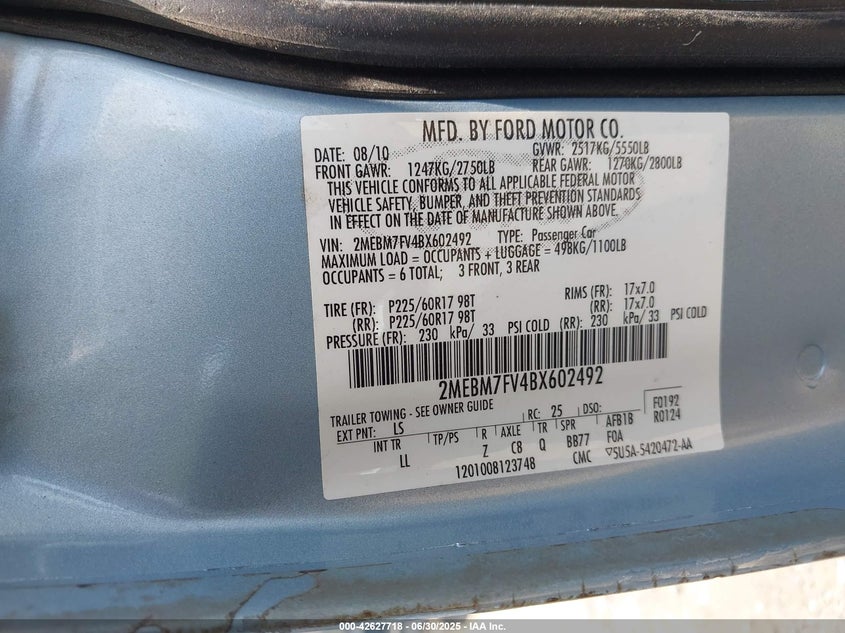 MFD. BY FORD MOTOR CO.
DATE: 08/10 GVWR: 2517KG/5550LB
FRONT GAWR: 1247KG/2750LB REAR GAWR: 1270KG/2800LB
THIS VEHICLE CONFORMS TO ALL APPLICABLE FEDERAL MOTOR
VEHICLE SAFETY, BUMPER, AND THEFT PREVENTION STANDARDS
IN EFFECT ON THE DATE OF MANUFACTURE SHOWN ABOVE.
VIN: 2MEBM7FV4BX602492 TYPE: Passenger Car
MAXIMUM LOAD = OCCUPANTS + LUGGAGE = 498KG/1100LB
OCCUPANTS = 6 TOTAL; 3 FRONT, 3 REAR
TIRE (FR): P225/60R17 98T RIMS (FR): 17x7.0
(RR): P225/60R17 98T (RR): 17x7.0
PRESSURE (FR): 230 kPa/ 33 PSI COLD (RR): 230 kPa/ 33 PSI COLD
2MEBM7FV4BX602492
TRAILER TOWING - SEE OWNER GUIDE
EXT PNT: LS RC: 25 DSO: F0192
INT TR TP/PS R AXLE TR SPR AFB1B R0124
LL Z C8 Q BB77 FOA
1201008123748 CMC 5U5A-5420472-AA
000-42627718 - 06/30/2025 - IAA Inc.